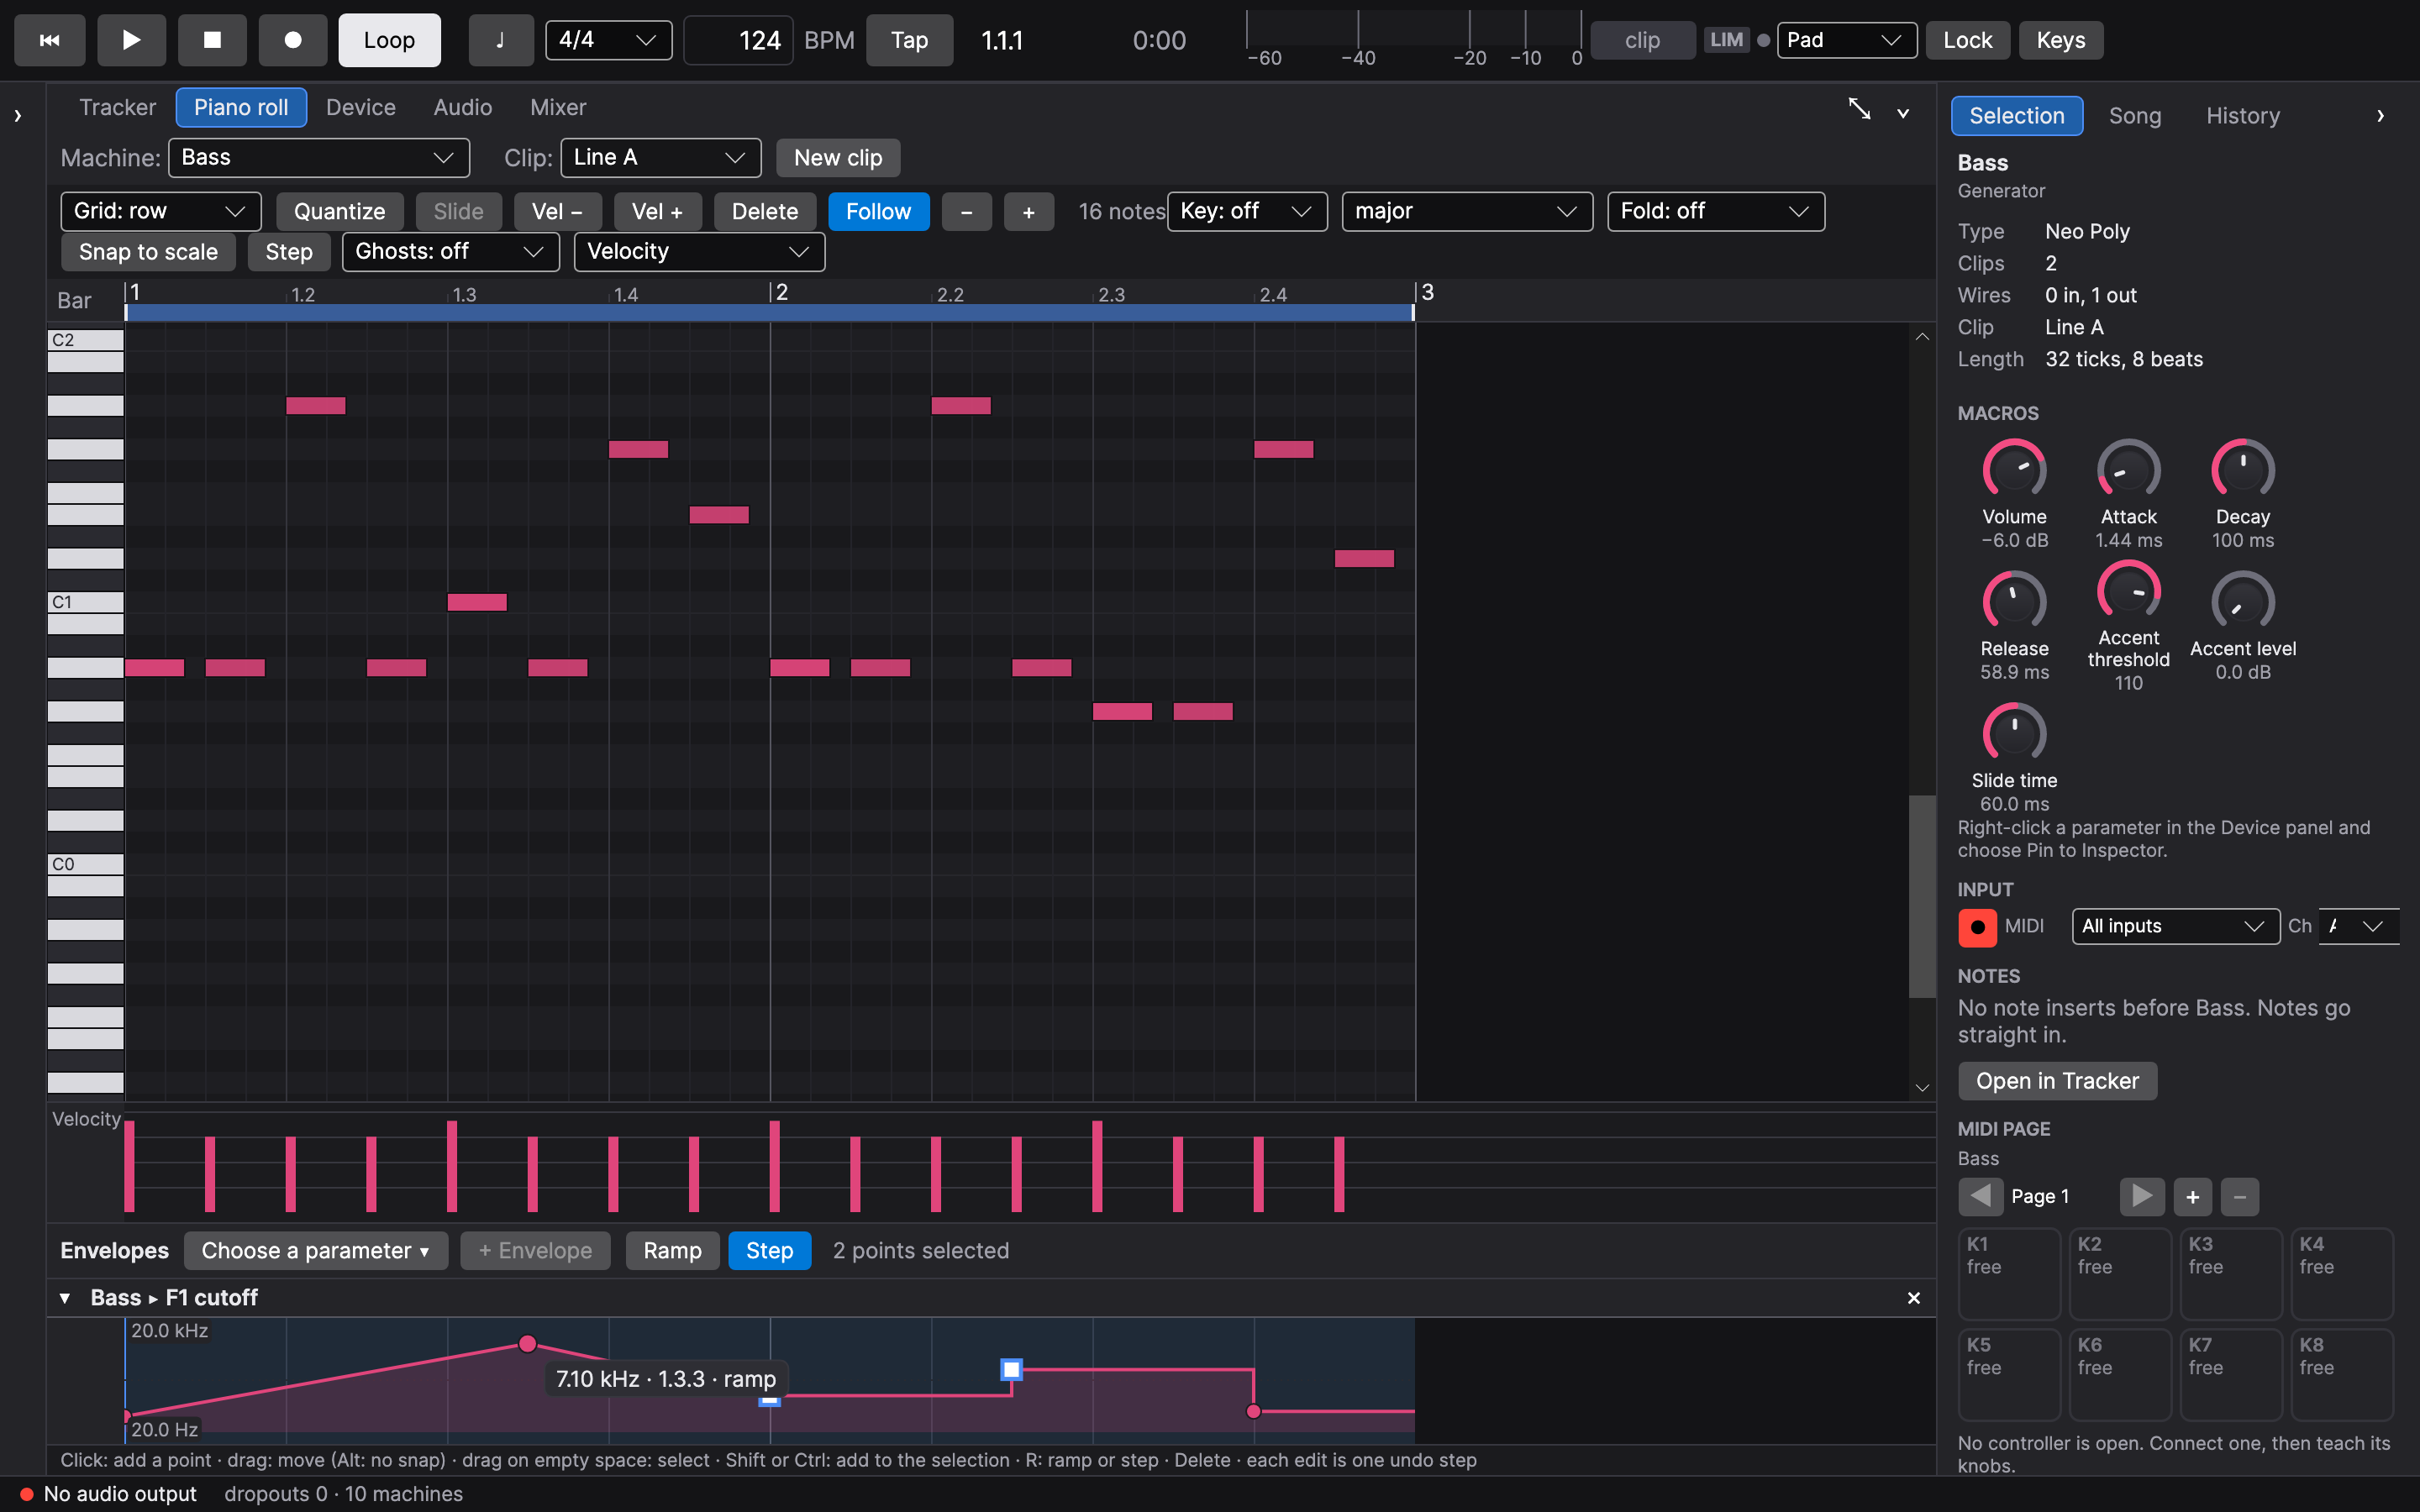 Loop
4/4
124 BPM
Tap
1.1.1
0:00
−60 −40 −20 −10 0
clip
LIM
Pad
Lock
Keys
Tracker
Piano roll
Device
Audio
Mixer
Machine: Bass
Clip: Line A
New clip
Grid: row
Quantize
Slide
Vel −
Vel +
Delete
Follow
−
+
16 notes
Key: off
major
Fold: off
Snap to scale
Step
Ghosts: off
Velocity
Bar
1 1.2 1.3 1.4 2 2.2 2.3 2.4 3
C2
C1
C0
Velocity
Envelopes
Choose a parameter ▾
+ Envelope
Ramp
Step
2 points selected
▼ Bass ▸ F1 cutoff
×
20.0 kHz
7.10 kHz · 1.3.3 · ramp
20.0 Hz
Click: add a point · drag: move (Alt: no snap) · drag on empty space: select · Shift or Ctrl: add to the selection · R: ramp or step · Delete · each edit is one undo step
No audio output
dropouts 0 · 10 machines
Selection
Song
History
Bass
Generator
Type Neo Poly
Clips 2
Wires 0 in, 1 out
Clip Line A
Length 32 ticks, 8 beats
MACROS
Volume
−6.0 dB
Attack
1.44 ms
Decay
100 ms
Release
58.9 ms
Accent
threshold
110
Accent level
0.0 dB
Slide time
60.0 ms
Right-click a parameter in the Device panel and
choose Pin to Inspector.
INPUT
MIDI
All inputs
Ch
NOTES
No note inserts before Bass. Notes go
straight in.
Open in Tracker
MIDI PAGE
Bass
Page 1
+
−
K1
free
K2
free
K3
free
K4
free
K5
free
K6
free
K7
free
K8
free
No controller is open. Connect one, then teach its
knobs.